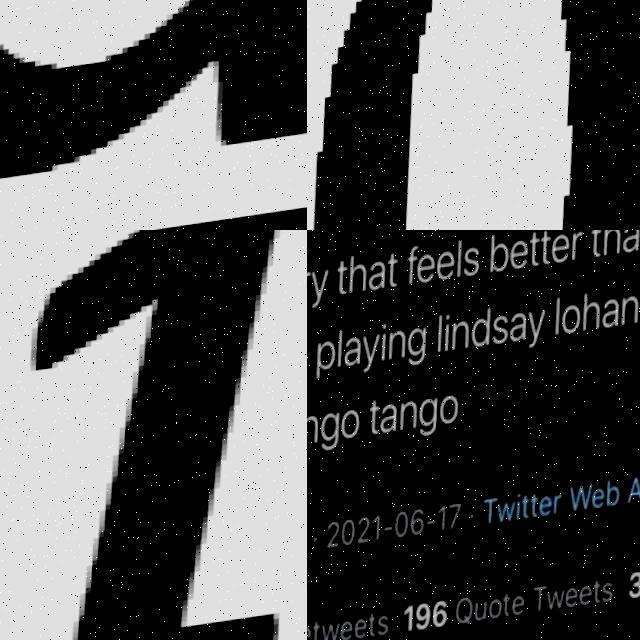 y that feels better tha
playing lindsay lohan
ngo tango
· 2021-06-17 · Twitter Web A
tweets 196 Quote Tweets 3